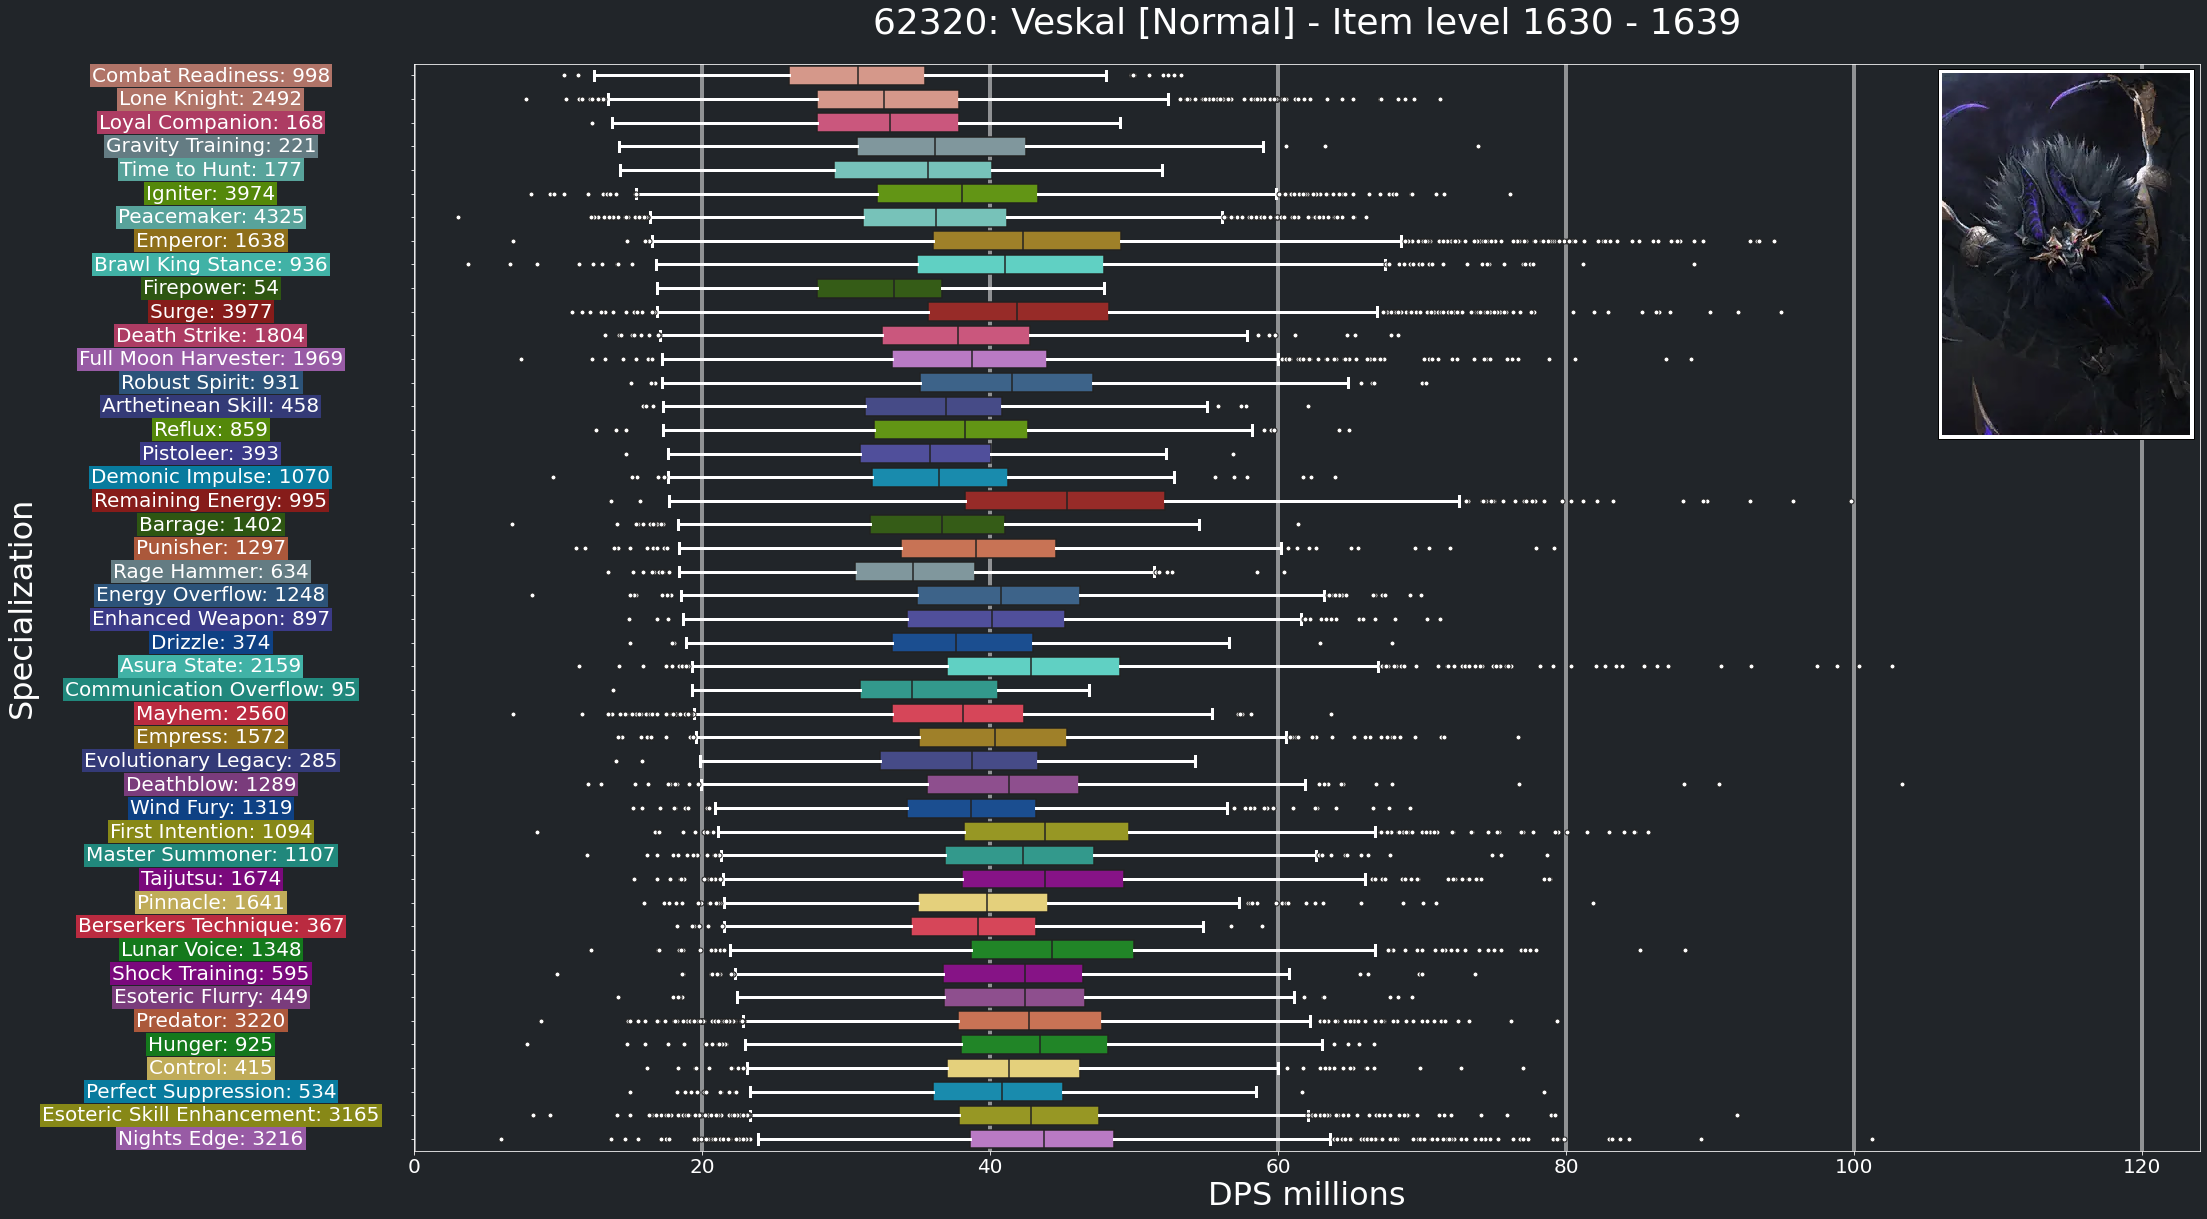 62320: Veskal [Normal] - Item level 1630 - 1639
Combat Readiness: 998
Lone Knight: 2492
Loyal Companion: 168
Gravity Training: 221
Time to Hunt: 177
Igniter: 3974
Peacemaker: 4325
Emperor: 1638
Brawl King Stance: 936
Firepower: 54
Surge: 3977
Death Strike: 1804
Full Moon Harvester: 1969
Robust Spirit: 931
Arthetinean Skill: 458
Reflux: 859
Pistoleer: 393
Demonic Impulse: 1070
Remaining Energy: 995
Barrage: 1402
Punisher: 1297
Rage Hammer: 634
Energy Overflow: 1248
Enhanced Weapon: 897
Drizzle: 374
Asura State: 2159
Communication Overflow: 95
Mayhem: 2560
Empress: 1572
Evolutionary Legacy: 285
Deathblow: 1289
Wind Fury: 1319
First Intention: 1094
Master Summoner: 1107
Taijutsu: 1674
Pinnacle: 1641
Berserkers Technique: 367
Lunar Voice: 1348
Shock Training: 595
Esoteric Flurry: 449
Predator: 3220
Hunger: 925
Control: 415
Perfect Suppression: 534
Esoteric Skill Enhancement: 3165
Nights Edge: 3216
Specialization
0 20 40 60 80 100 120
DPS millions